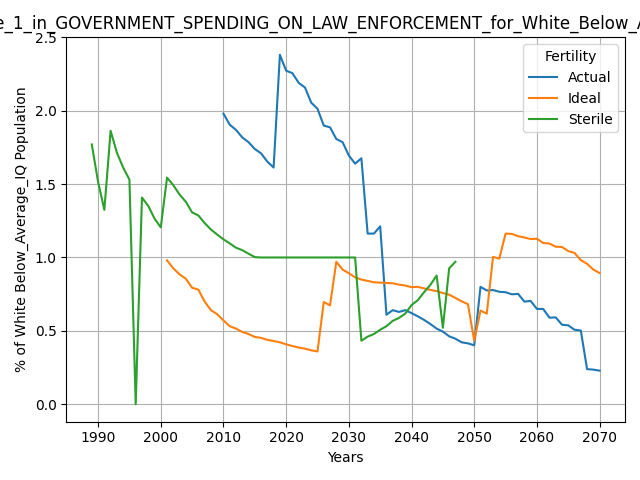 e_1_in_GOVERNMENT_SPENDING_ON_LAW_ENFORCEMENT_for_White_Below_A
Fertility
Actual
Ideal
Sterile
% of White Below_Average_IQ Population
2.5
2.0
1.5
1.0
0.5
0.0
1990 2000 2010 2020 2030 2040 2050 2060 2070
Years